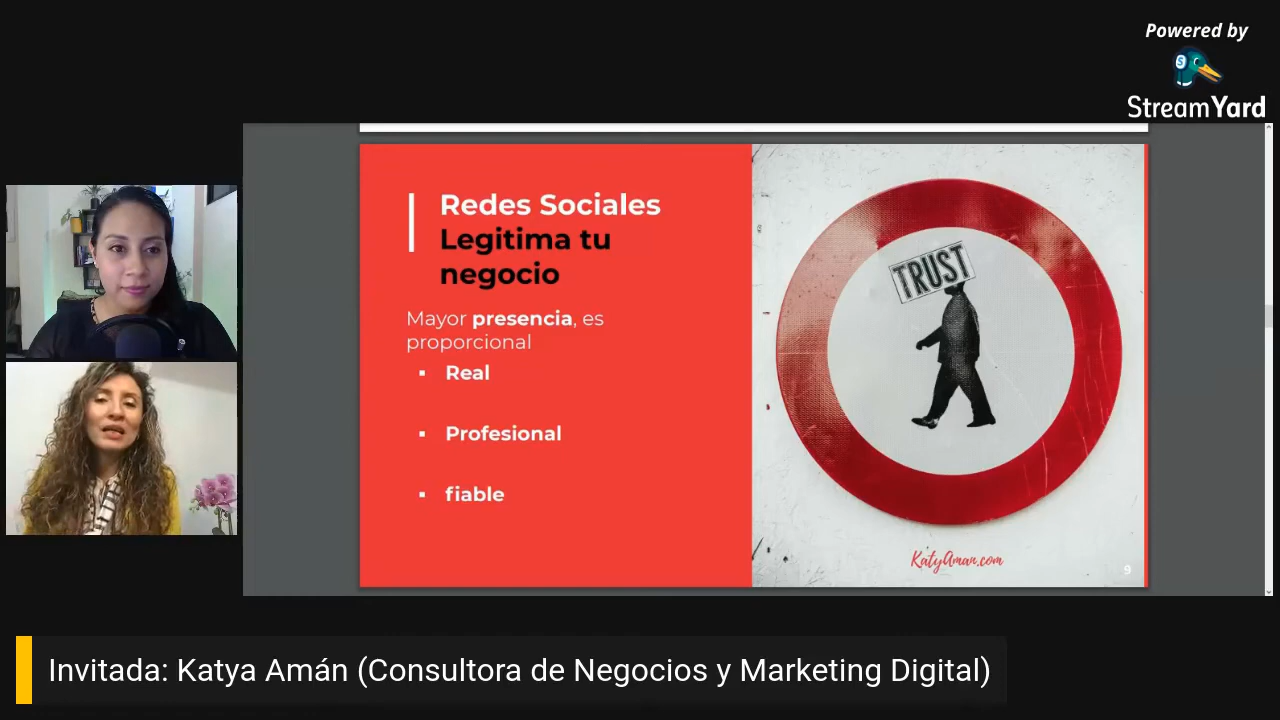 Powered by
StreamYard
Redes Sociales
Legitima tu
negocio
Mayor presencia, es
proporcional
▪ Real
▪ Profesional
▪ fiable
TRUST
KatyAman.com
9
Invitada: Katya Amán (Consultora de Negocios y Marketing Digital)